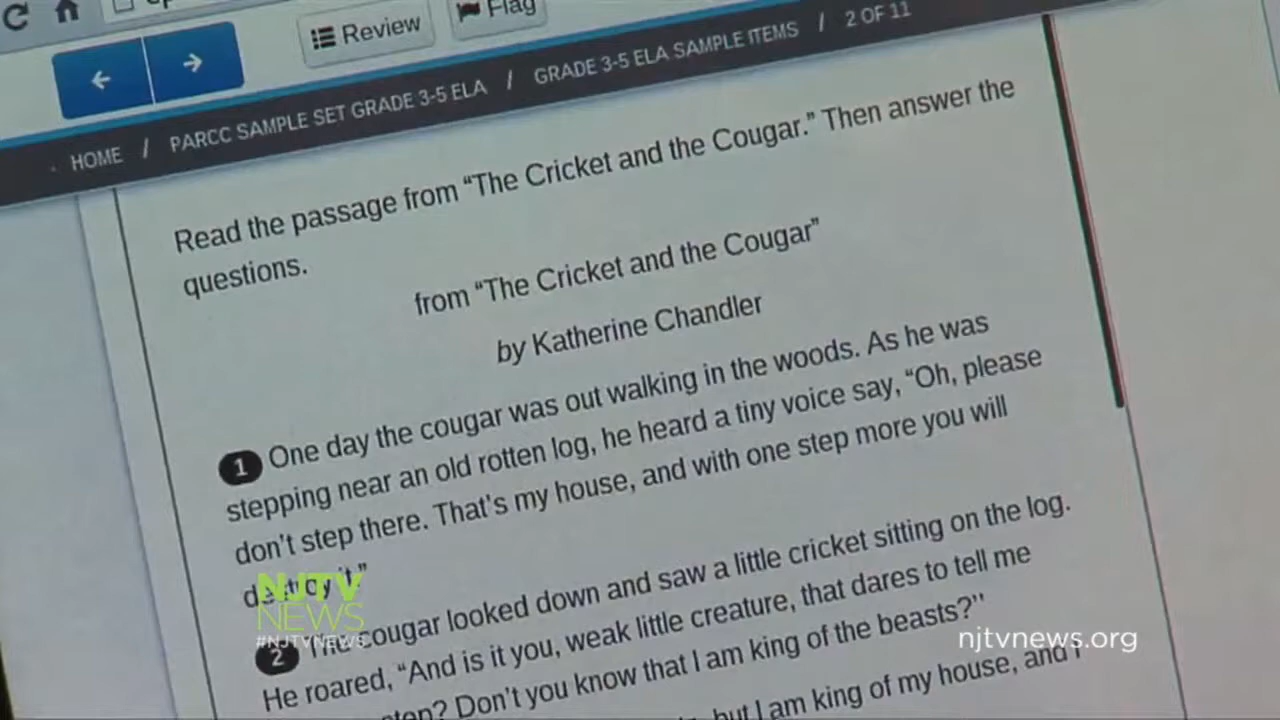 Review
Flag
HOME / PARCC SAMPLE SET GRADE 3-5 ELA / GRADE 3-5 ELA SAMPLE ITEMS / 2 OF 11
Read the passage from “The Cricket and the Cougar.” Then answer the
questions.
from “The Cricket and the Cougar”
by Katherine Chandler
1 One day the cougar was out walking in the woods. As he was
stepping near an old rotten log, he heard a tiny voice say, “Oh, please
don't step there. That's my house, and with one step more you will
destroy it.”
2 The cougar looked down and saw a little cricket sitting on the log.
He roared, “And is it you, weak little creature, that dares to tell me
step? Don't you know that I am king of the beasts?”
but I am king of my house, and I
NJTV
NEWS
#NJTVNEWS
njtvnews.org